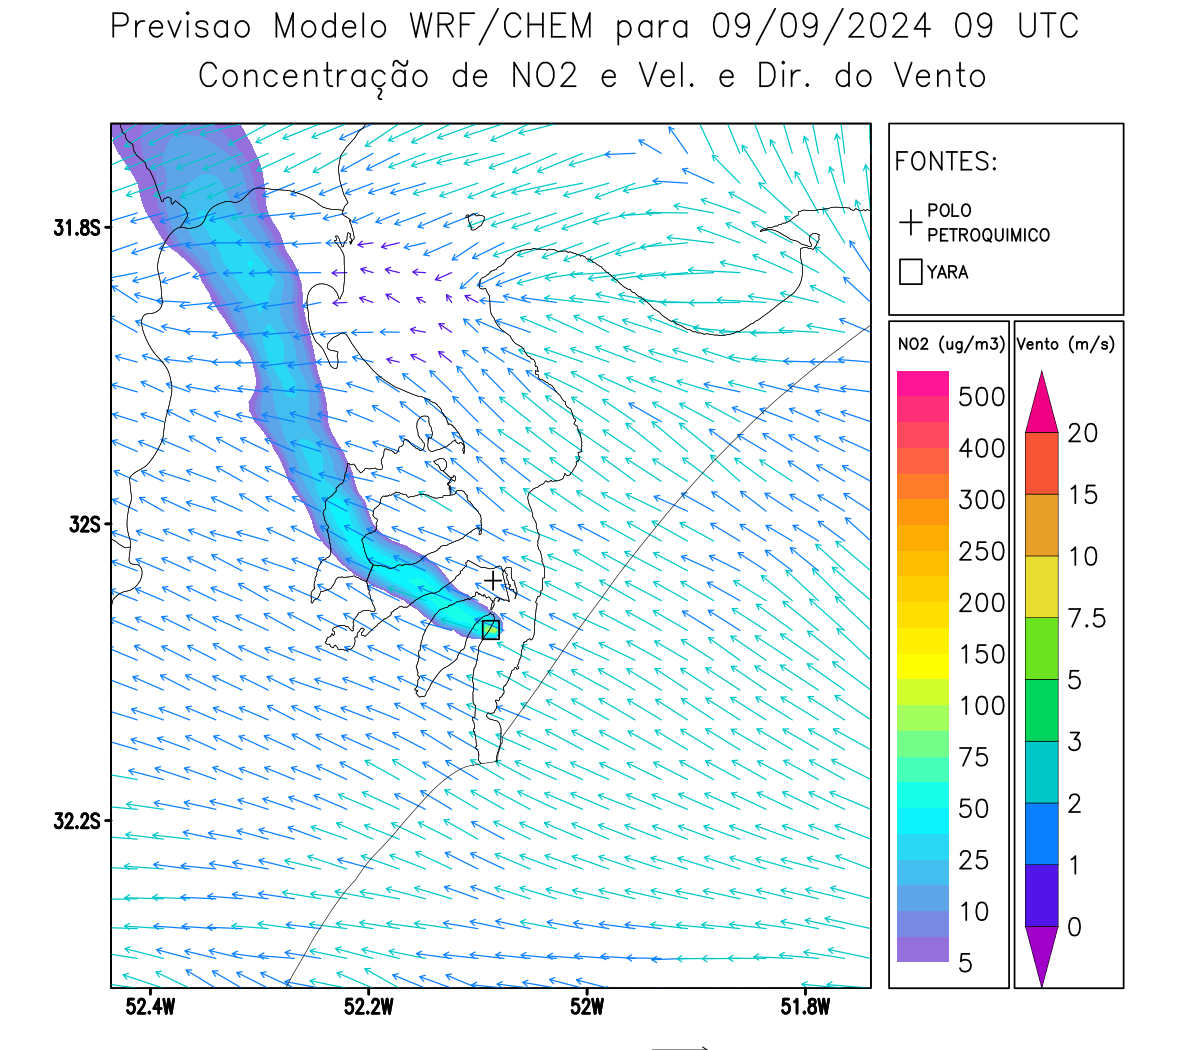 Previsao Modelo WRF/CHEM para 09/09/2024 09 UTC
Concentração de NO2 e Vel. e Dir. do Vento
FONTES:
POLO
PETROQUIMICO
YARA
NO2 (ug/m3)
500
400
300
250
200
150
100
75
50
25
10
5
Vento (m/s)
20
15
10
7.5
5
3
2
1
0
31.8S
32S
32.2S
52.4W
52.2W
52W
51.8W